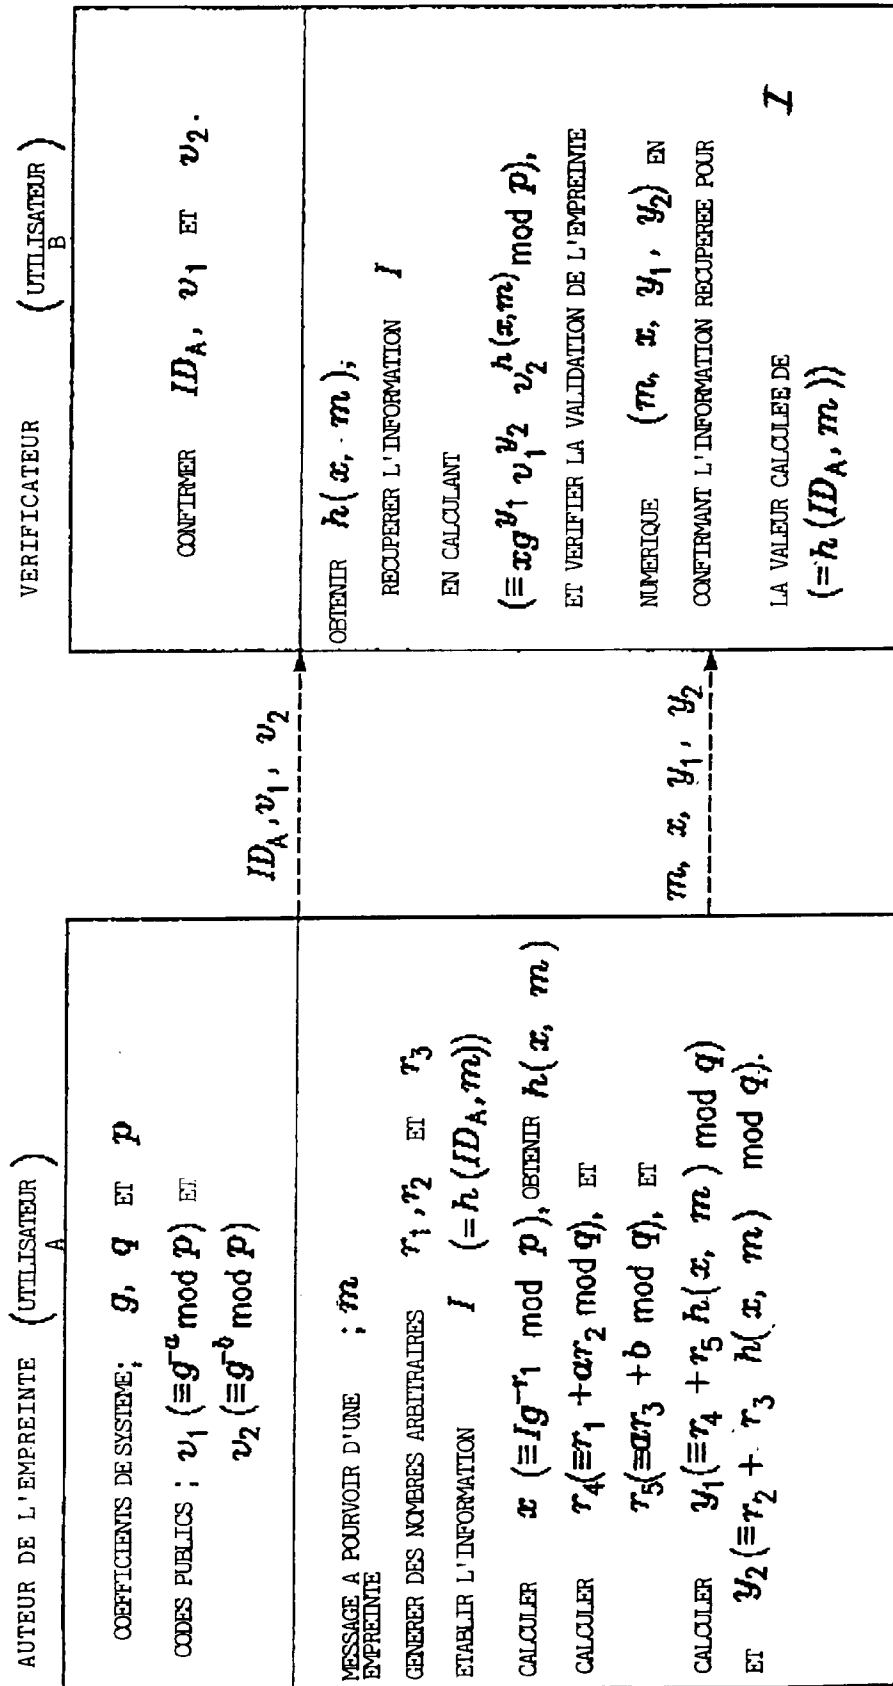 AUTEUR DE L'EMPREINTE (UTILISATEUR A)
COEFFICIENTS DE SYSTEME; g, q ET p
CODES PUBLICS ; v₁ (≡g⁻ᵃ mod p) ET
v₂ (≡g⁻ᵇ mod p)
MESSAGE A POURVOIR D'UNE EMPREINTE ; m
GENERER DES NOMBRES ARBITRAIRES r₁, r₂ ET r₃
ETABLIR L'INFORMATION I (=h(ID_A, m))
CALCULER x (≡Ig^-r₁ mod p), OBTENIR h(x, m)
CALCULER r₄(≡r₁ +ar₂ mod q), ET
r₅(≡ar₃ +b mod q), ET
CALCULER y₁(≡r₄ + r₅ h(x, m) mod q)
ET y₂(≡r₂ + r₃ h(x, m) mod q).
ID_A, v₁, v₂
m, x, y₁, y₂
VERIFICATEUR (UTILISATEUR B)
CONFIRMER ID_A, v₁ ET v₂.
OBTENIR h(x, m),
RECUPERER L'INFORMATION I
EN CALCULANT
(≡xg^y₁ v₁^y₂ v₂^h(x,m) mod p),
ET VERIFIER LA VALIDATION DE L'EMPREINTE
NUMERIQUE (m, x, y₁, y₂) EN
CONFIRMANT L'INFORMATION RECUPEREE POUR I
LA VALEUR CALCULEE DE
(=h(ID_A, m))